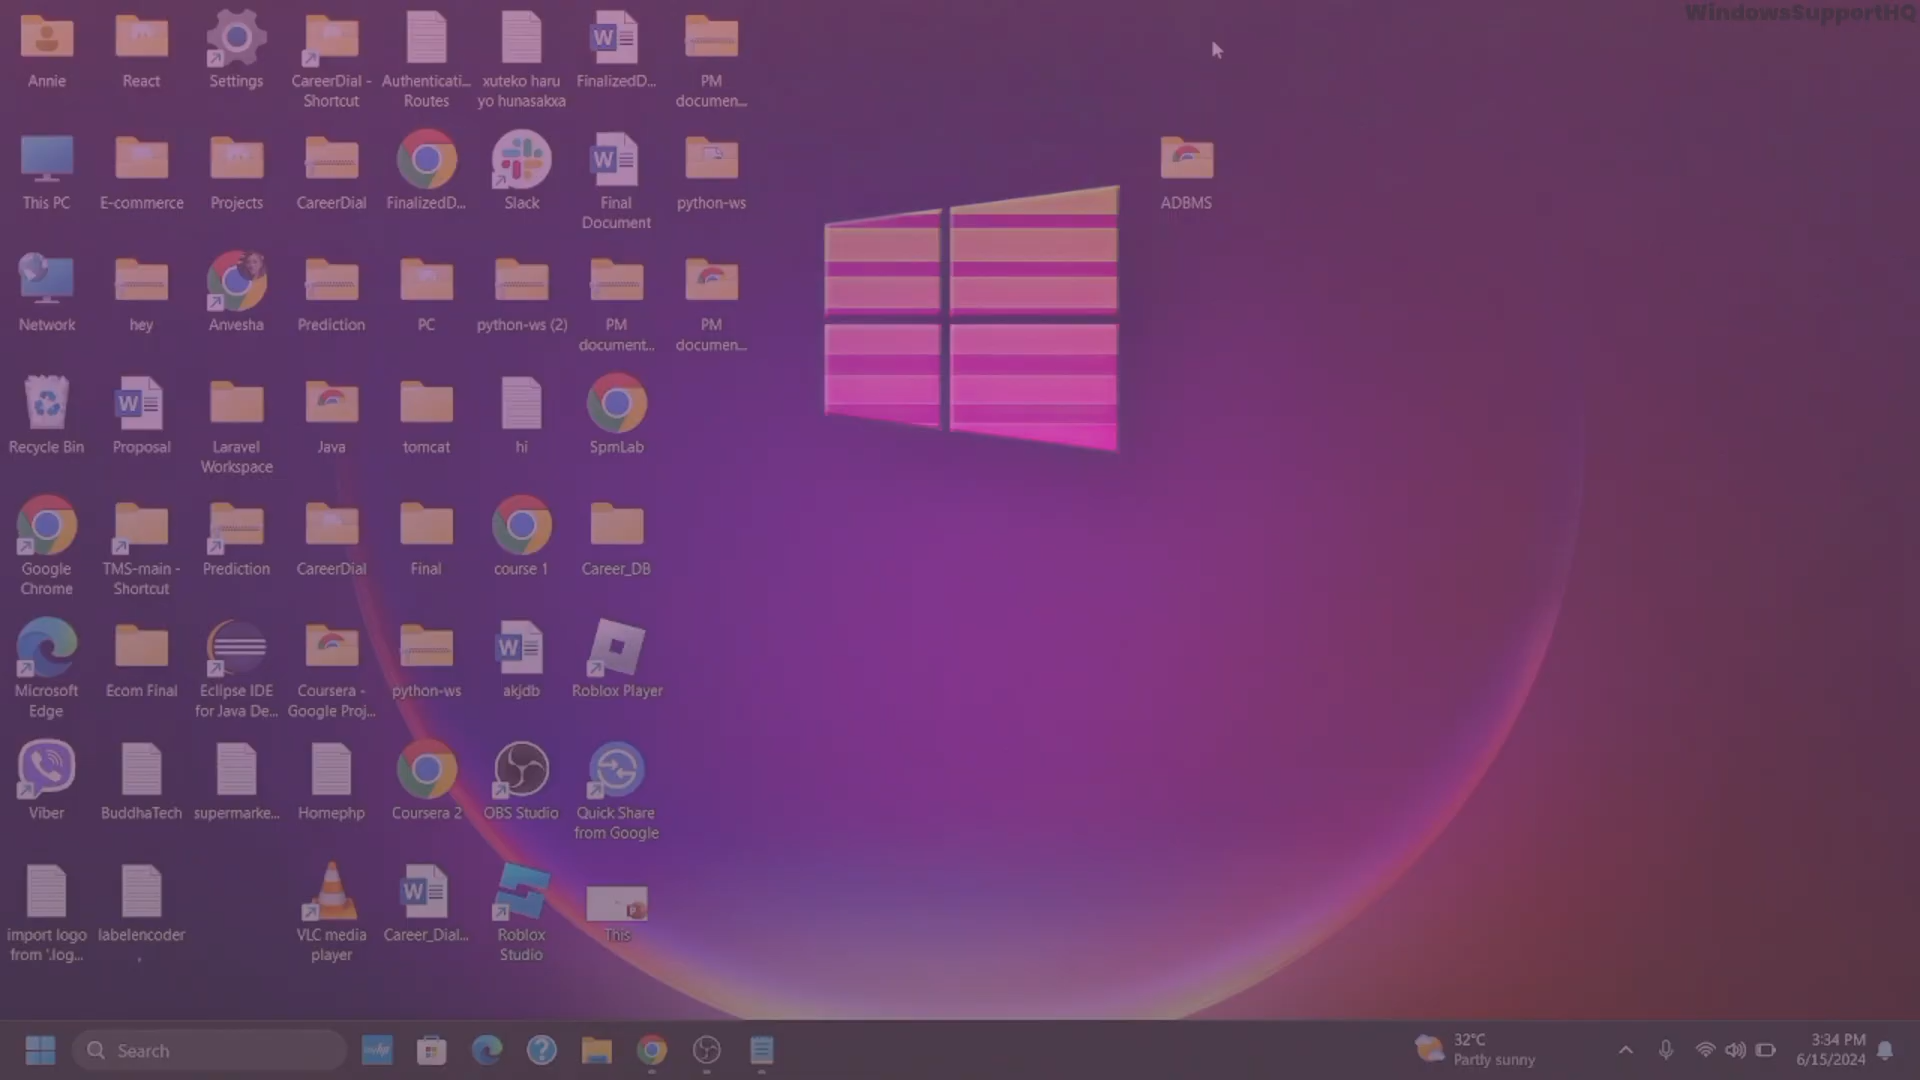 WindowsSupportHQ
Annie
React
Settings
CareerDial -
Shortcut
Authenticati...
Routes
xuteko haru
yo hunasakxa
FinalizedD...
PM
documen...
This PC
E-commerce
Projects
CareerDial
FinalizedD...
Slack
Final
Document
python-ws
ADBMS
Network
hey
Anvesha
Prediction
PC
python-ws (2)
PM
document...
PM
documen...
Recycle Bin
Proposal
Laravel
Workspace
Java
tomcat
hi
SpmLab
Google
Chrome
TMS-main -
Shortcut
Prediction
CareerDial
Final
course 1
Career_DB
Microsoft
Edge
Ecom Final
Eclipse IDE
for Java De...
Coursera -
Google Proj...
python-ws
akjdb
Roblox Player
Viber
BuddhaTech
supermarke...
Homephp
Coursera 2
OBS Studio
Quick Share
from Google
import logo
from '.log...
labelencoder
,
VLC media
player
Career_Dial...
Roblox
Studio
This
Search
myhp
32°C
Partly sunny
3:34 PM
6/15/2024